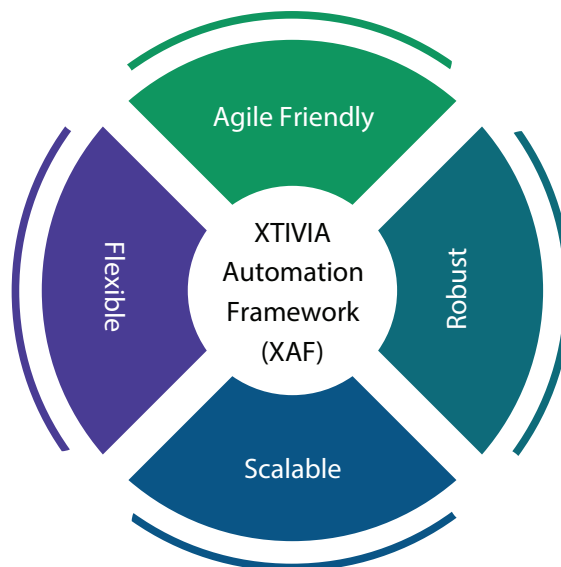 Agile Friendly
Flexible
XTIVIA
Automation
Framework
(XAF)
Robust
Scalable